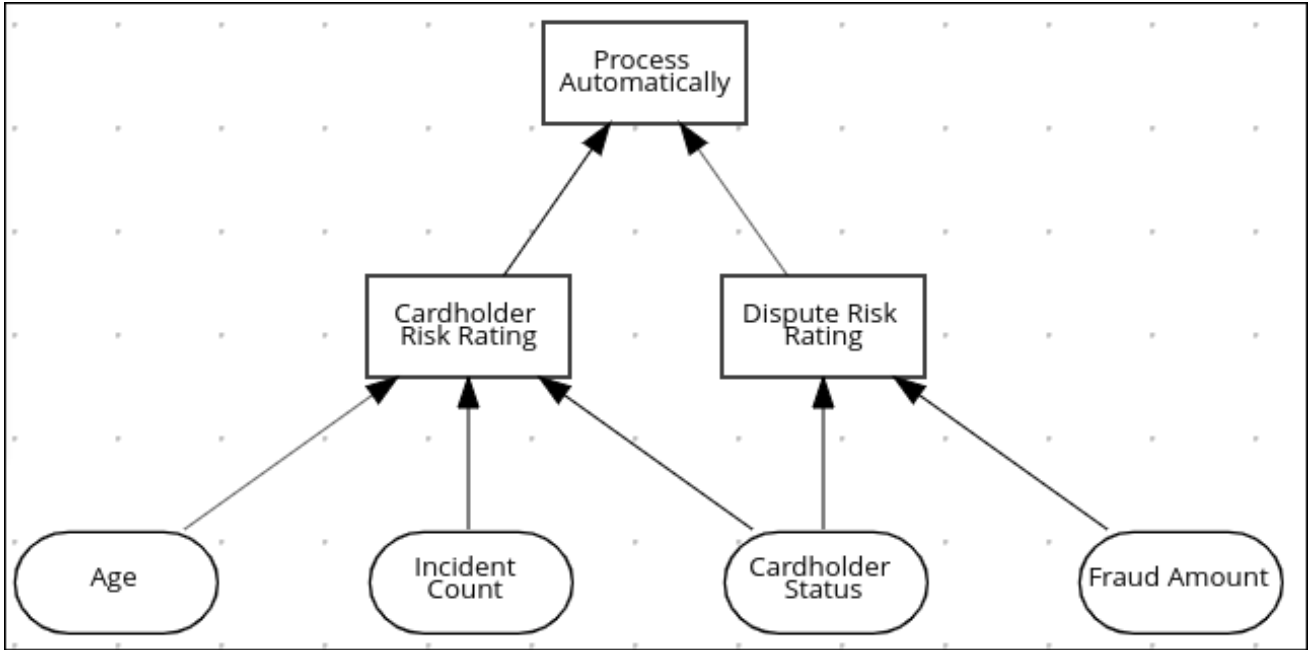 Process
Automatically
Cardholder
Risk Rating
Dispute Risk
Rating
Age
Incident
Count
Cardholder
Status
Fraud Amount